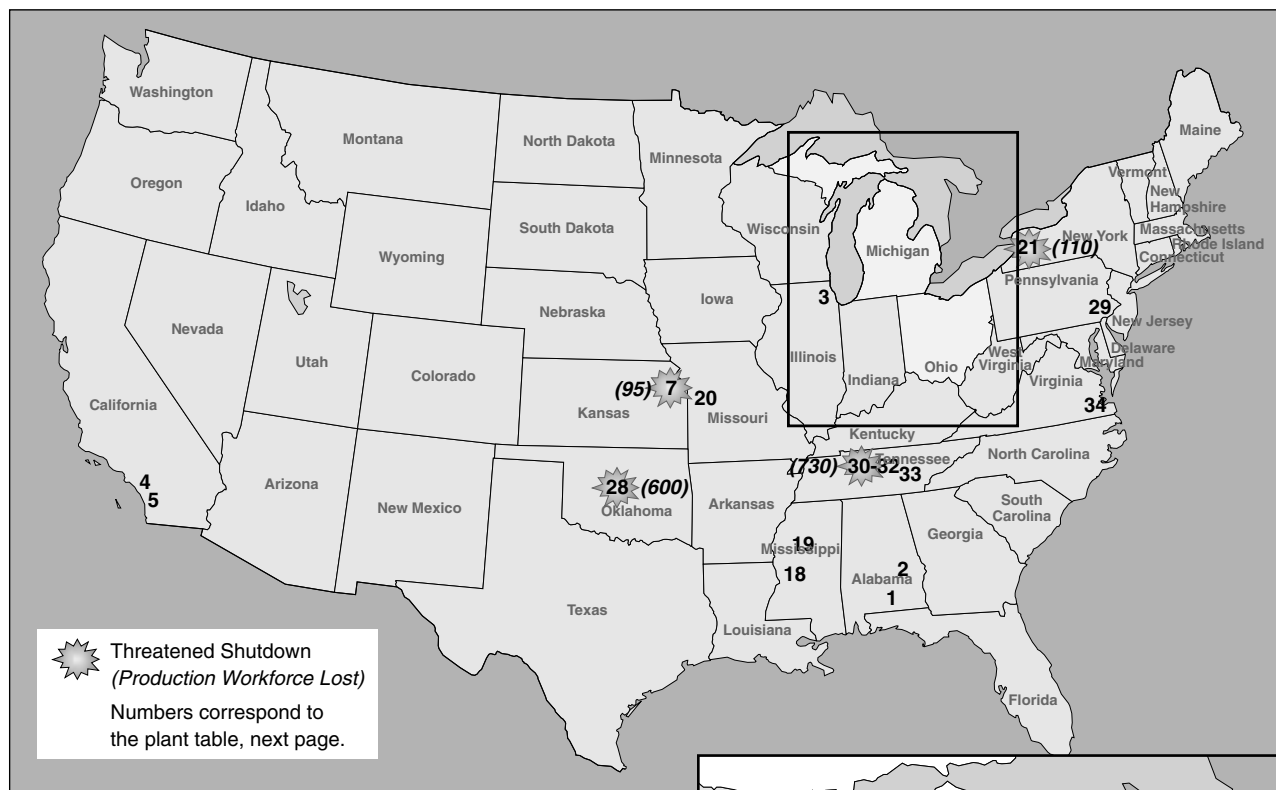 Washington
Montana
North Dakota
Minnesota
Maine
Oregon
Idaho
South Dakota
Wisconsin
Vermont
New
Hampshire
Wyoming
Michigan
New York
Massachusetts
Rhode Island
Connecticut
21 (110)
Nebraska
Iowa
3
Pennsylvania
29
New Jersey
Nevada
Utah
Colorado
Illinois
Indiana
Ohio
West
Virginia
Delaware
Maryland
Virginia
California
(95) 7
20
Kansas
Missouri
34
Kentucky
Tennessee
(730) 30-32
33
North Carolina
4
5
Arizona
New Mexico
28 (600)
Oklahoma
Arkansas
South
Carolina
Georgia
19
Mississippi
18
2
Alabama
1
Texas
Louisiana
Florida
Threatened Shutdown
(Production Workforce Lost)
Numbers correspond to
the plant table, next page.